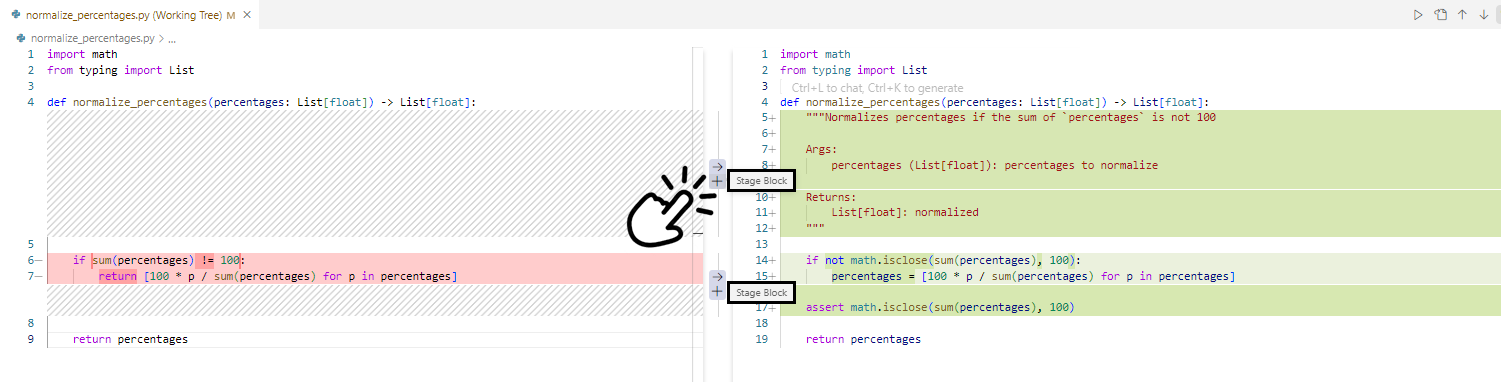 normalize_percentages.py (Working Tree) M
normalize_percentages.py > ...
1 import math
2 from typing import List
3
4 def normalize_percentages(percentages: List[float]) -> List[float]:
5
6− if sum(percentages) != 100:
7− return [100 * p / sum(percentages) for p in percentages]
8
9 return percentages
Stage Block
Stage Block
1 import math
2 from typing import List
3 Ctrl+L to chat, Ctrl+K to generate
4 def normalize_percentages(percentages: List[float]) -> List[float]:
5+ """Normalizes percentages if the sum of `percentages` is not 100
6+
7+ Args:
8+ percentages (List[float]): percentages to normalize
10+ Returns:
11+ List[float]: normalized
12+ """
13
14+ if not math.isclose(sum(percentages), 100):
15+ percentages = [100 * p / sum(percentages) for p in percentages]
17+ assert math.isclose(sum(percentages), 100)
18
19 return percentages